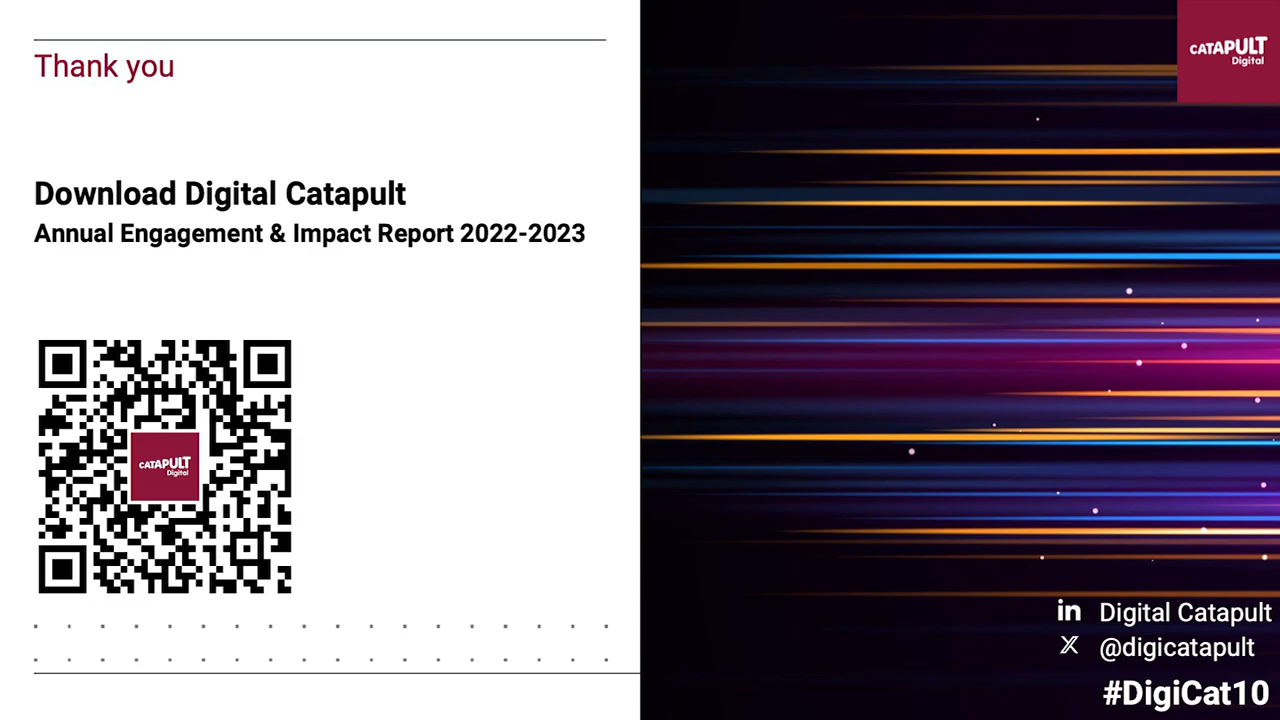 Thank you
Download Digital Catapult
Annual Engagement & Impact Report 2022-2023
CATAPULT
Digital
CATAPULT
Digital
Digital Catapult
@digicatapult
#DigiCat10